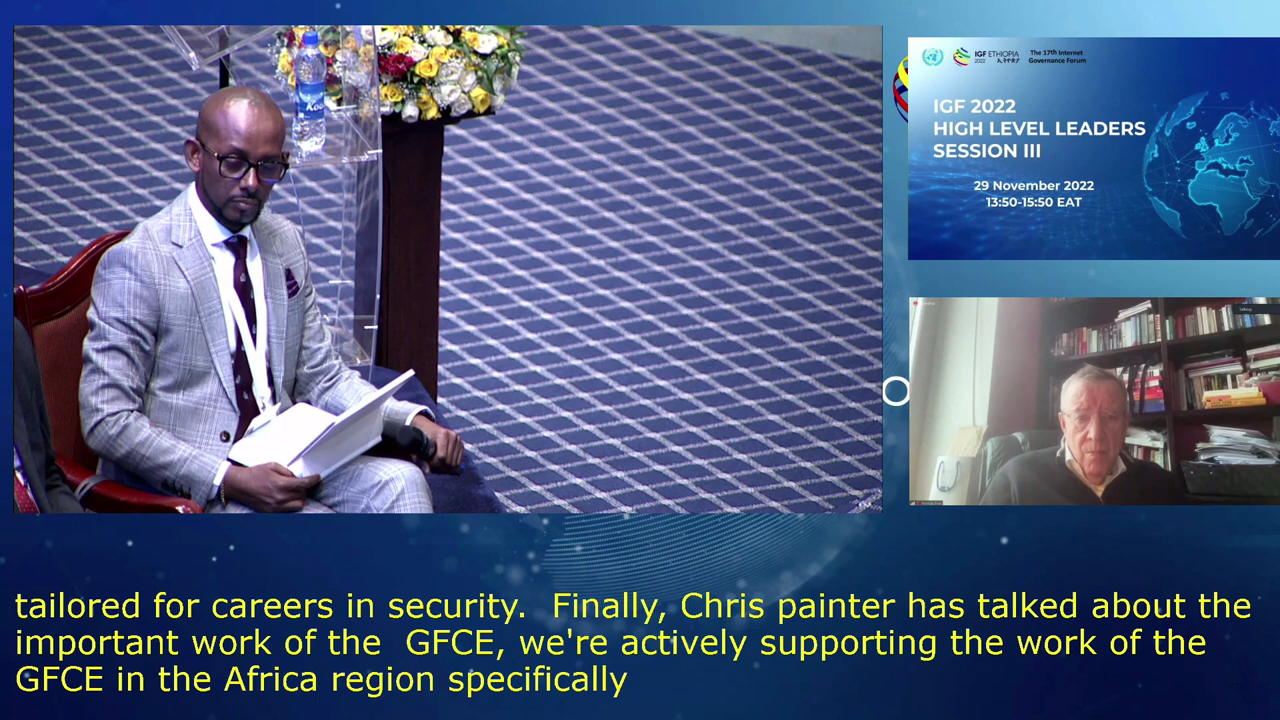 IGF ETHIOPIA
2022 ኢትዮጵያ
The 17th Internet
Governance Forum
IGF 2022
HIGH LEVEL LEADERS
SESSION III
29 November 2022
13:50-15:50 EAT
O
tailored for careers in security.  Finally, Chris painter has talked about the
important work of the  GFCE, we're actively supporting the work of the
GFCE in the Africa region specifically